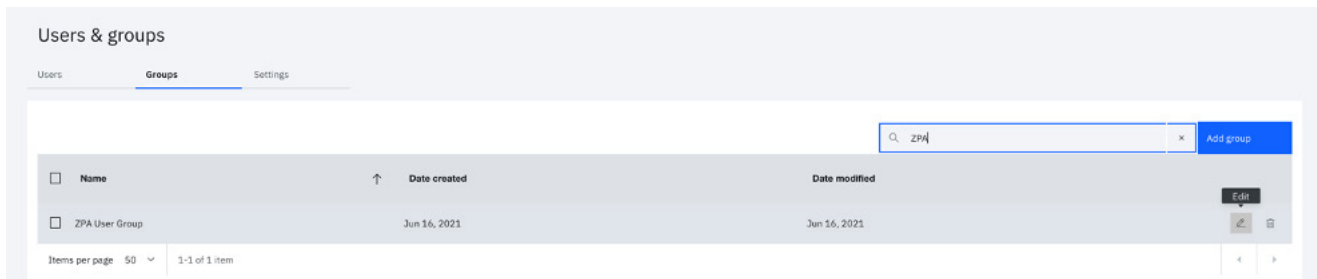 Users & groups
Users Groups Settings
ZPA Add group
Name Date created Date modified
Edit
ZPA User Group Jun 16, 2021 Jun 16, 2021
Items per page 50 1-1 of 1 item